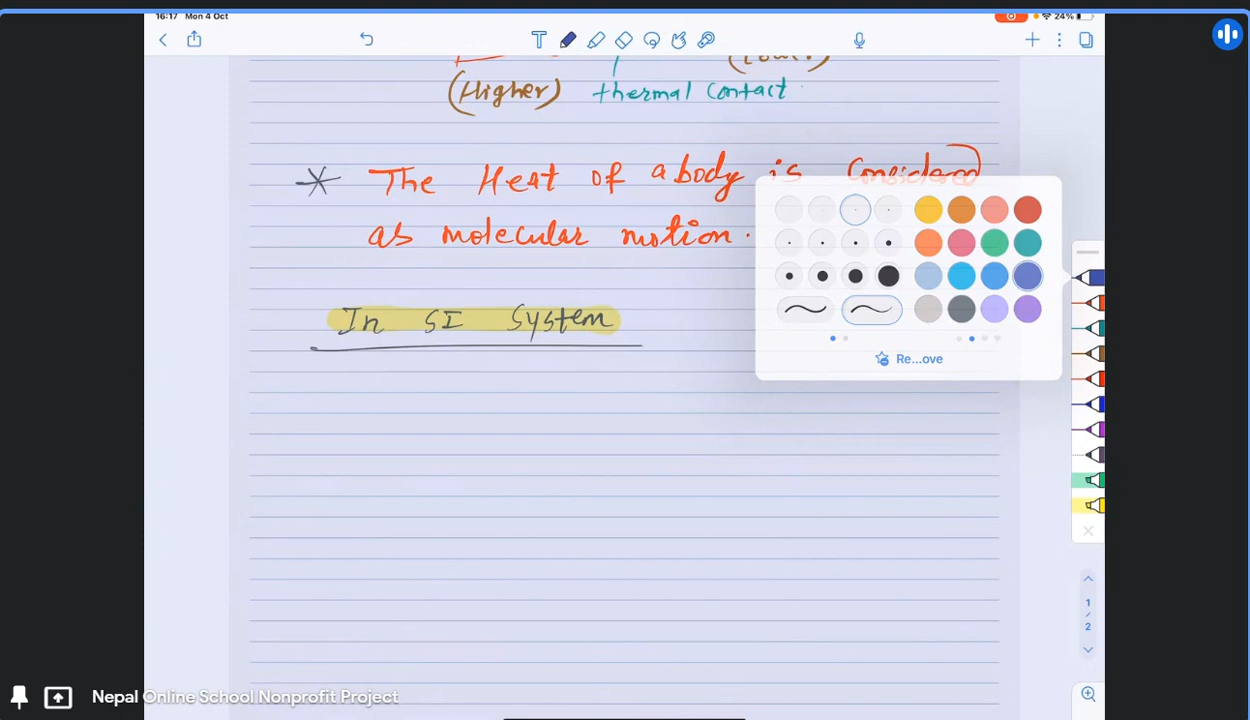 16:17 Mon 4 Oct
24%
(Higher) thermal contact
* The Heat of a body is Considered
as molecular motion.
In SI System
Re...ove
1
/
2
Nepal Online School Nonprofit Project